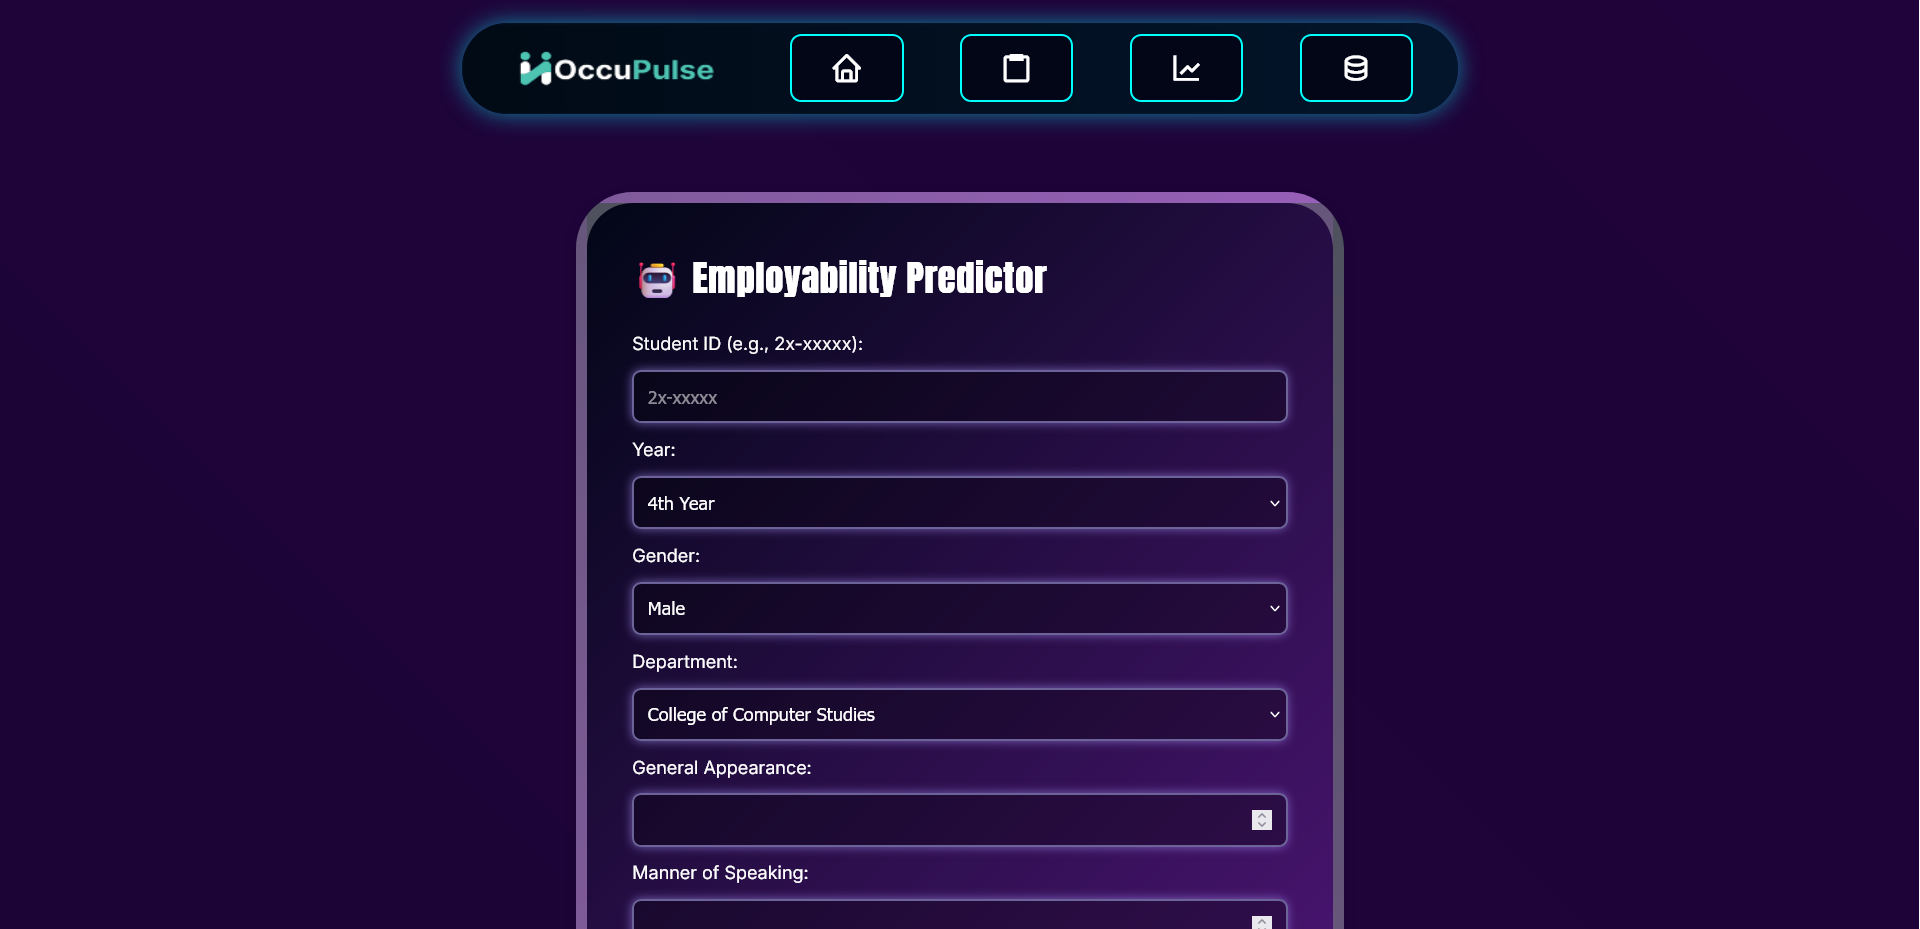 OccuPulse
Employability Predictor
Student ID (e.g., 2x-xxxxx):
2x-xxxxx
Year:
4th Year
Gender:
Male
Department:
College of Computer Studies
General Appearance:
Manner of Speaking: